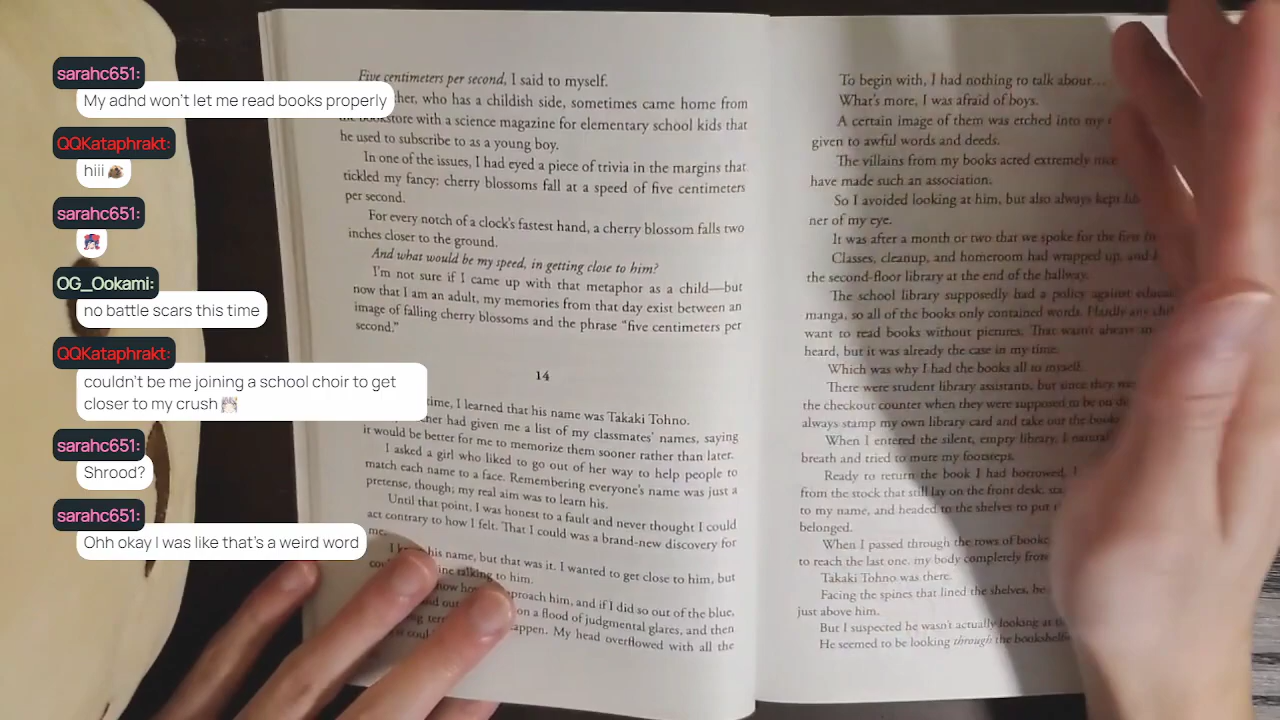 sarahc651:
My adhd won't let me read books properly
QQKataphrakt:
hiii
sarahc651:
OG_Ookami:
no battle scars this time
QQKataphrakt:
couldn't be me joining a school choir to get
closer to my crush
sarahc651:
Shrood?
sarahc651:
Ohh okay I was like that's a weird word
Five centimeters per second, I said to myself.
who has a childish side, sometimes came home from
with a science magazine for elementary school kids that
he used to subscribe to as a young boy.
In one of the issues, I had eyed a piece of trivia in the margins that
tickled my fancy: cherry blossoms fall at a speed of five centimeters
per second.
For every notch of a clock's fastest hand, a cherry blossom falls two
inches closer to the ground.
And what would be my speed, in getting close to him?
I'm not sure if I came up with that metaphor as a child—but
now that I am an adult, my memories from that day exist between an
image of falling cherry blossoms and the phrase "five centimeters per
second."
14
time, I learned that his name was Takaki Tohno.
had given me a list of my classmates' names, saying
it would be better for me to memorize them sooner rather than later.
I asked a girl who liked to go out of her way to help people to
match each name to a face. Remembering everyone's name was just a
pretense, though; my real aim was to learn his.
Until that point, I was honest to a fault and never thought I could
act contrary to how I felt. That I could was a brand-new discovery for
me.
his name, but that was it. I wanted to get close to him, but
talking to him.
him, and if I did so out of the blue,
on a flood of judgmental glares, and then
My head overflowed with all the
To begin with, I had nothing to talk about...
What's more, I was afraid of boys.
A certain image of them was etched into my
given to awful words and deeds.
The villains from my books acted extremely nice
have made such an association.
So I avoided looking at him, but also always kept
ner of my eye.
It was after a month or two that we spoke for the first
Classes, cleanup, and homeroom had wrapped up, and
the second-floor library at the end of the hallway.
The school library supposedly had a policy against
manga, so all of the books only contained words. Hardly any
want to read books without pictures. That wasn't always
heard, but it was already the case in my time.
Which was why I had the books all to myself.
There were student library assistants, but since they
the checkout counter when they were supposed to be on
always stamp my own library card and take out the
When I entered the silent, empty library, I
breath and tried to mute my footsteps.
Ready to return the book I had borrowed, I
from the stock that still lay on the front desk,
to my name, and headed to the shelves to put
belonged.
When I passed through the rows of
to reach the last one, my body completely
Takaki Tohno was there.
Facing the spines that lined the shelves, he
just above him.
But I suspected he wasn't actually looking at
He seemed to be looking through the